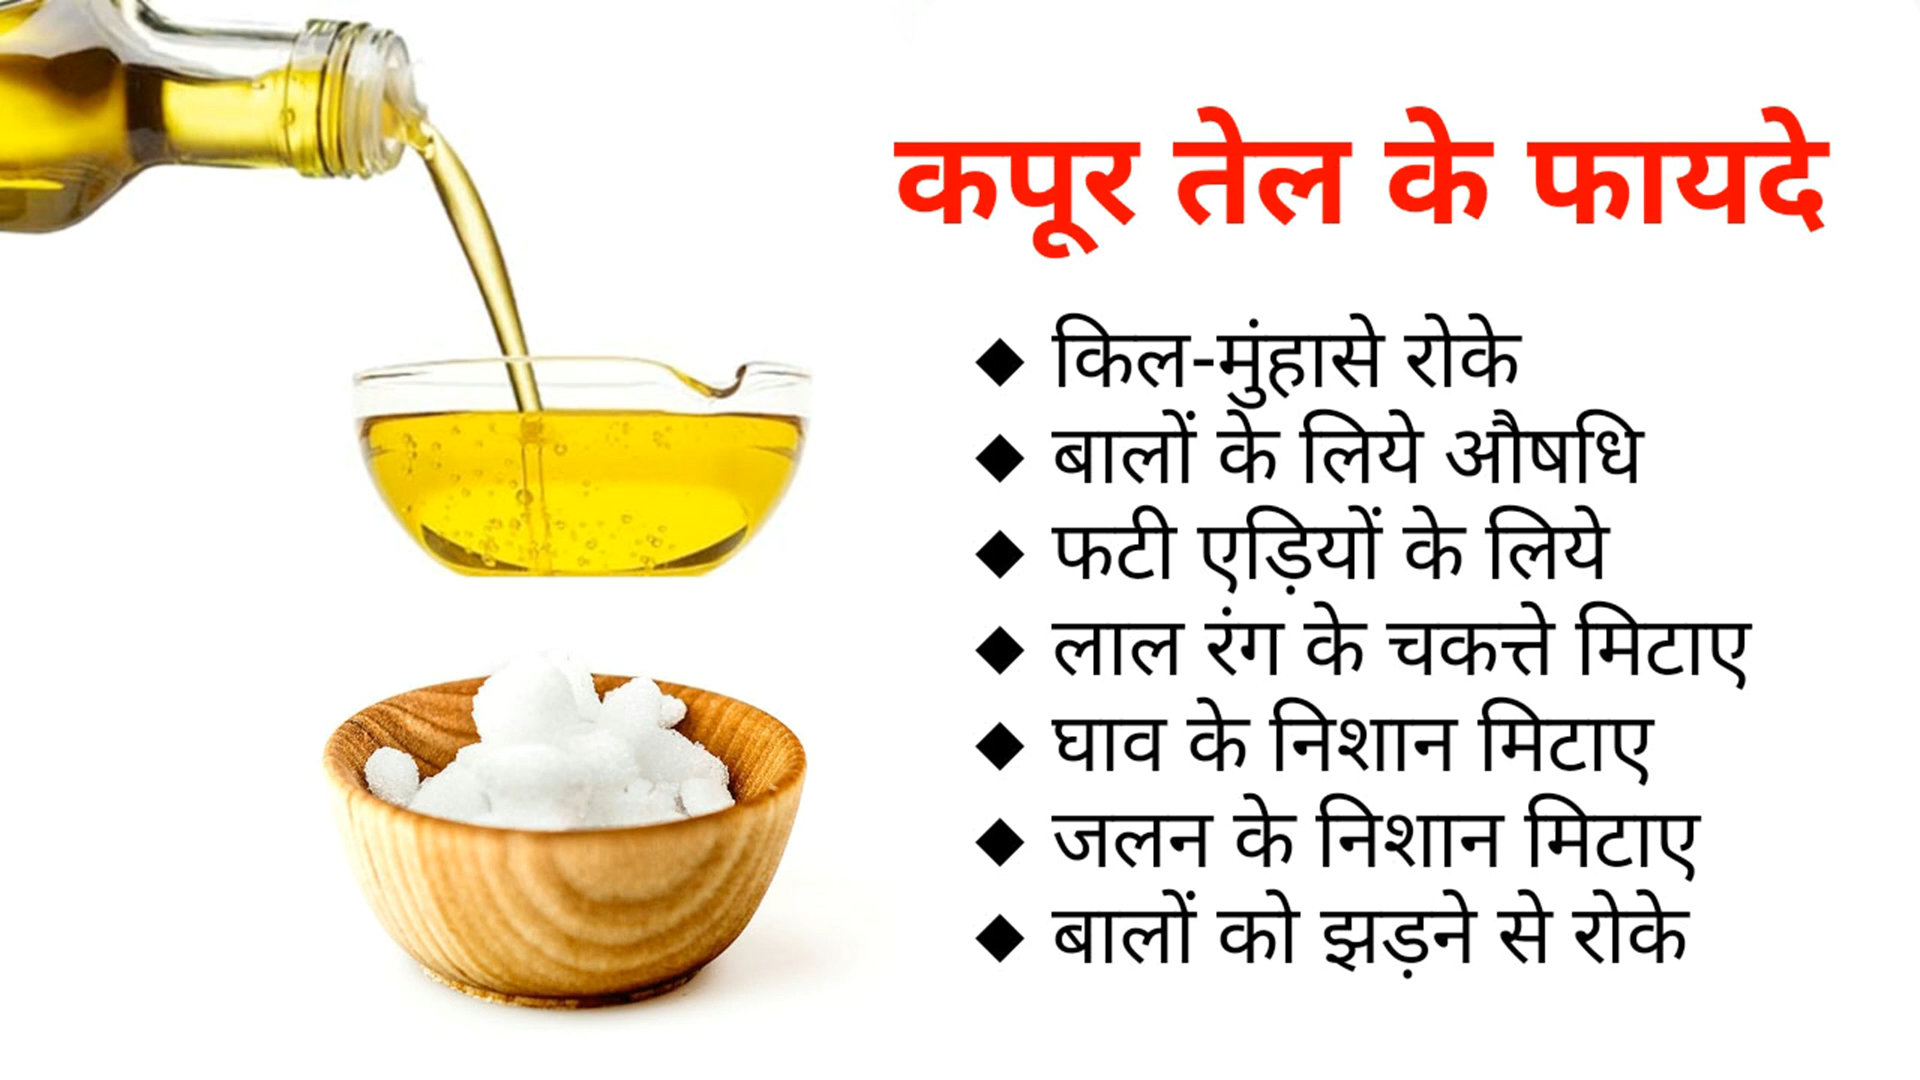 कपूर तेल के फायदे
◆ किल-मुंहासे रोके
◆ बालों के लिये औषधि
◆ फटी एड़ियों के लिये
◆ लाल रंग के चकत्ते मिटाए
◆ घाव के निशान मिटाए
◆ जलन के निशान मिटाए
◆ बालों को झड़ने से रोके